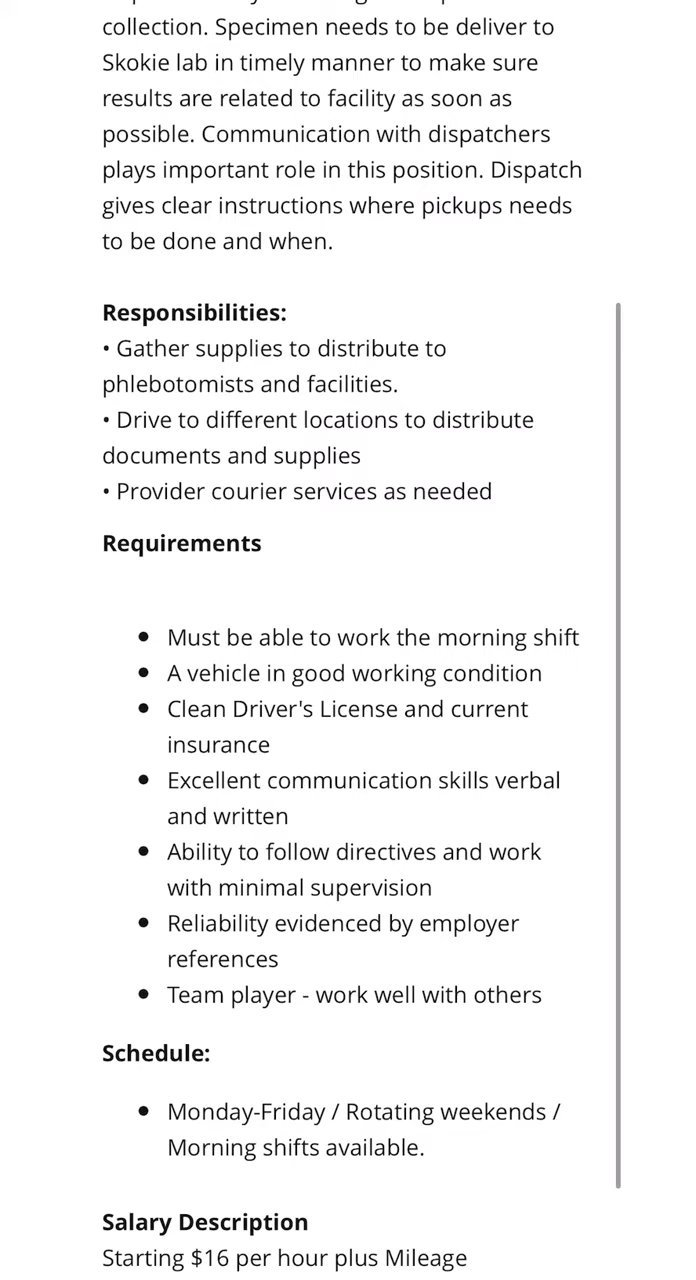 collection. Specimen needs to be deliver to
Skokie lab in timely manner to make sure
results are related to facility as soon as
possible. Communication with dispatchers
plays important role in this position. Dispatch
gives clear instructions where pickups needs
to be done and when.
Responsibilities:
• Gather supplies to distribute to
phlebotomists and facilities.
• Drive to different locations to distribute
documents and supplies
• Provider courier services as needed
Requirements
• Must be able to work the morning shift
• A vehicle in good working condition
• Clean Driver's License and current
insurance
• Excellent communication skills verbal
and written
• Ability to follow directives and work
with minimal supervision
• Reliability evidenced by employer
references
• Team player - work well with others
Schedule:
• Monday-Friday / Rotating weekends /
Morning shifts available.
Salary Description
Starting $16 per hour plus Mileage